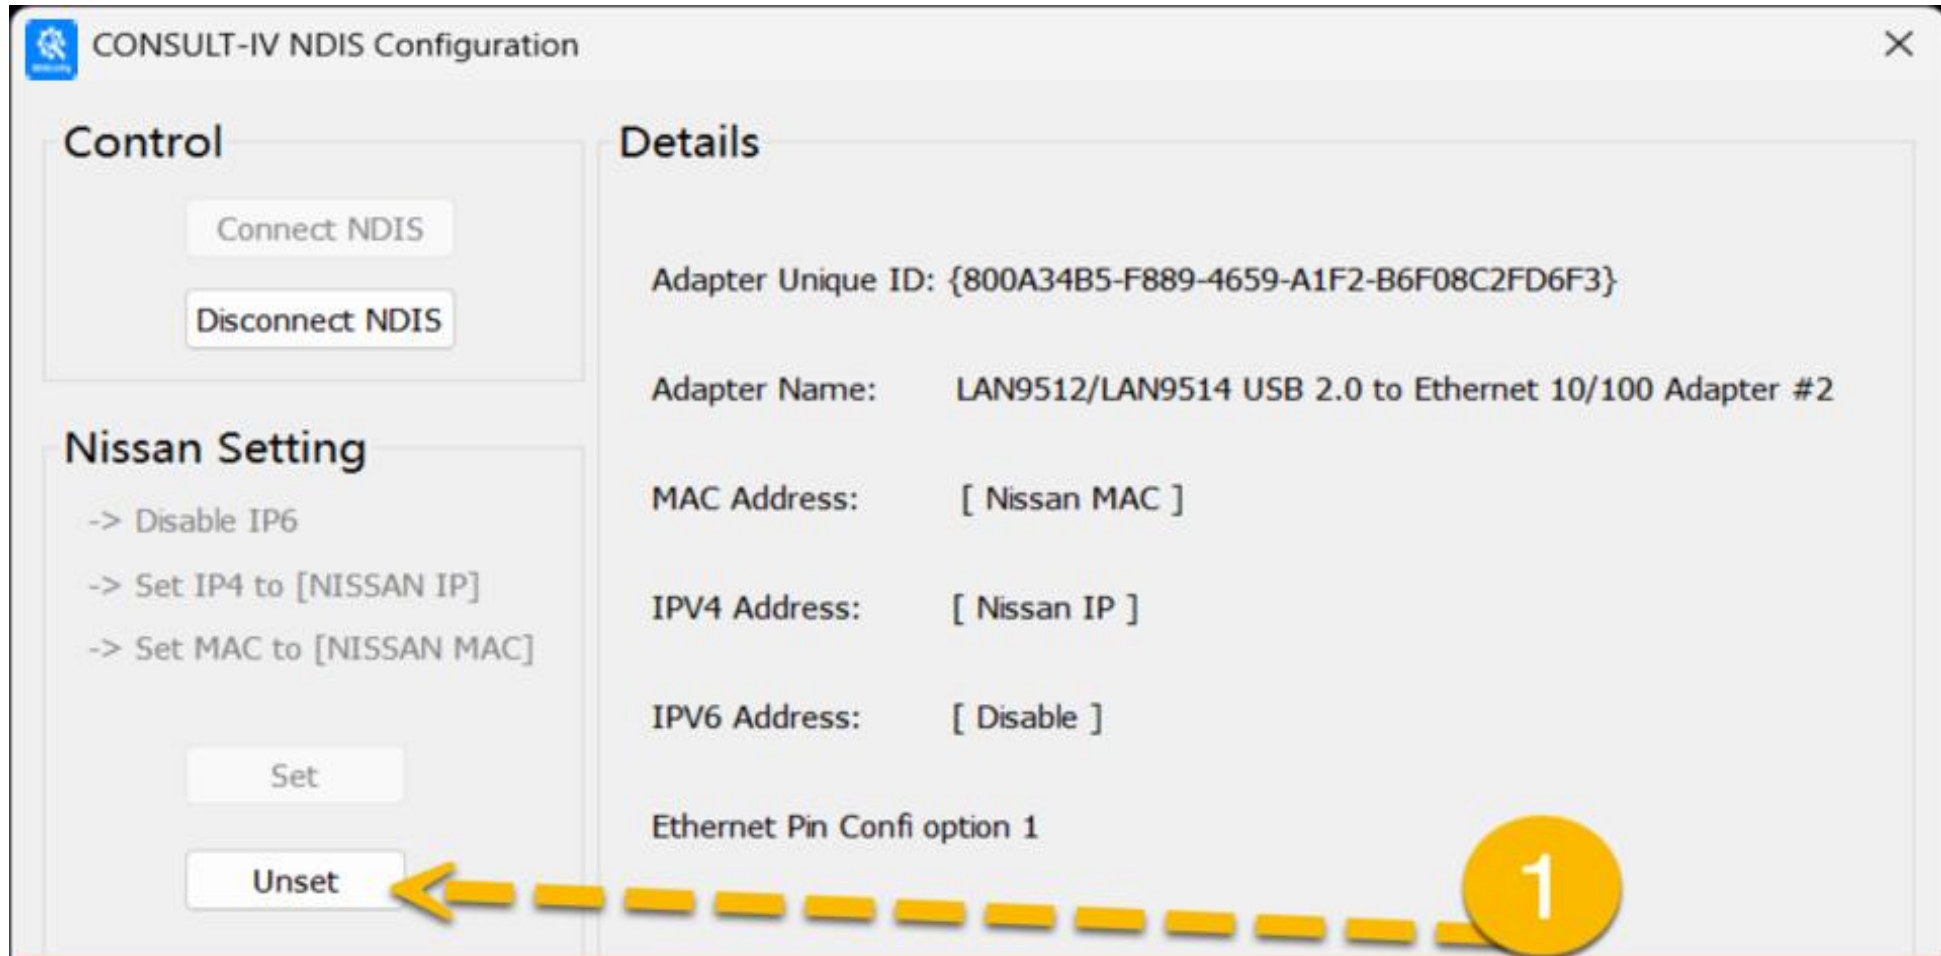 CONSULT-IV NDIS Configuration
Control
Connect NDIS
Disconnect NDIS
Nissan Setting
-> Disable IP6
-> Set IP4 to [NISSAN IP]
-> Set MAC to [NISSAN MAC]
Set
Unset
Details
Adapter Unique ID: {800A34B5-F889-4659-A1F2-B6F08C2FD6F3}
Adapter Name: LAN9512/LAN9514 USB 2.0 to Ethernet 10/100 Adapter #2
MAC Address: [ Nissan MAC ]
IPV4 Address: [ Nissan IP ]
IPV6 Address: [ Disable ]
Ethernet Pin Confi option 1
1